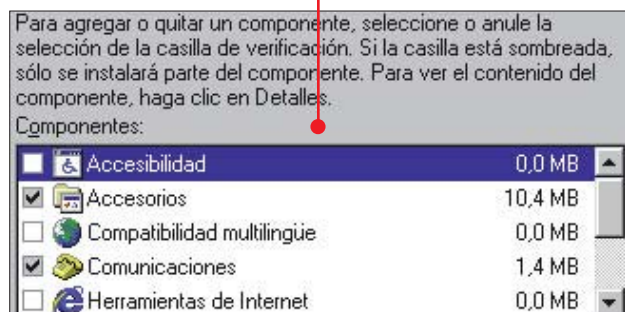 Para agregar o quitar un componente, seleccione o anule la
selección de la casilla de verificación. Si la casilla está sombreada,
sólo se instalará parte del componente. Para ver el contenido del
componente, haga clic en Detalles.
Componentes:
Accesibilidad 0,0 MB
Accesorios 10,4 MB
Compatibilidad multilingüe 0,0 MB
Comunicaciones 1,4 MB
Herramientas de Internet 0,0 MB